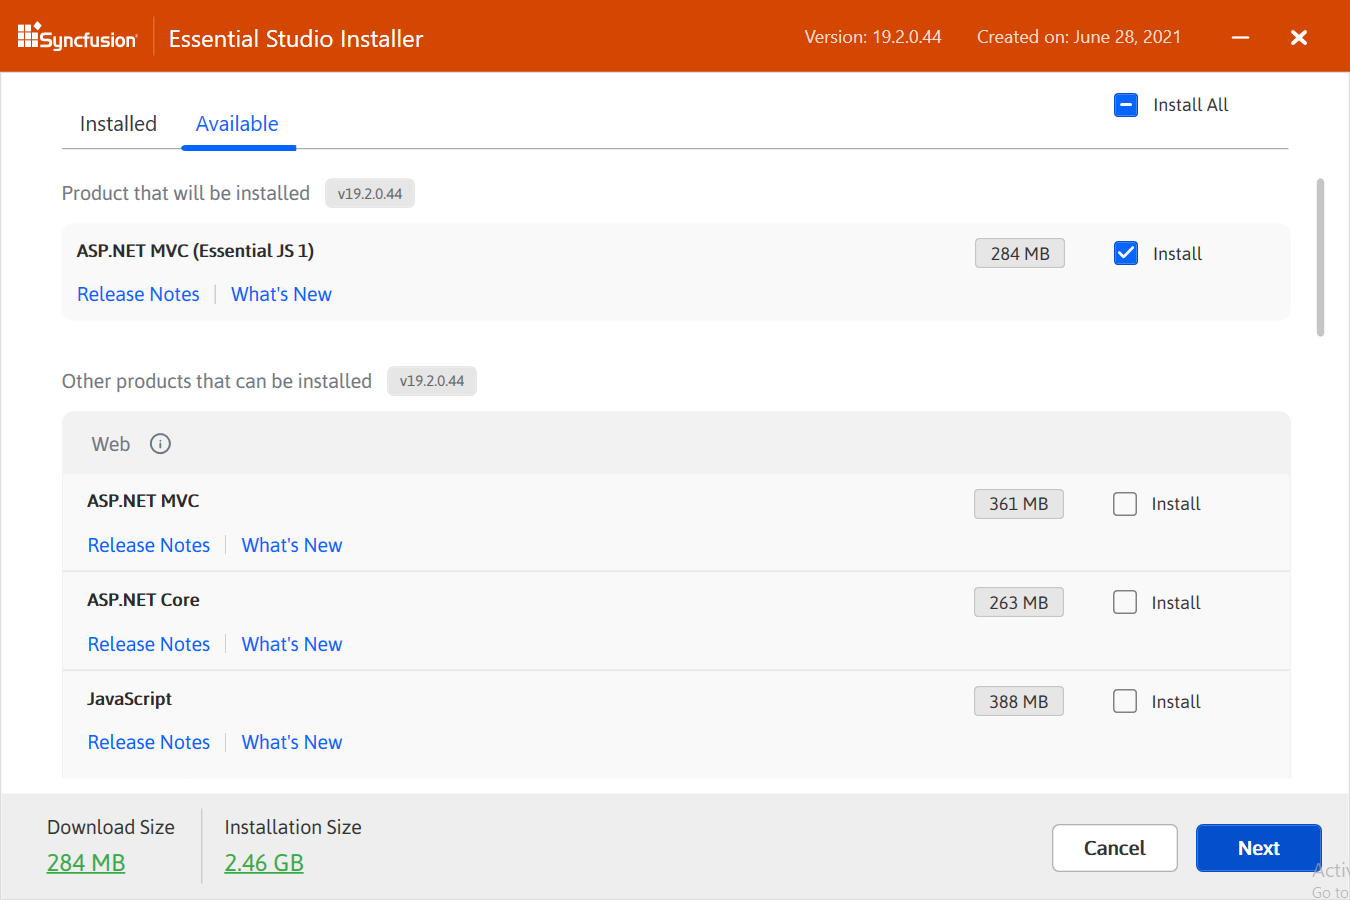 Syncfusion Essential Studio Installer Version: 19.2.0.44 Created on: June 28, 2021
Install All
Installed Available
Product that will be installed v19.2.0.44
ASP.NET MVC (Essential JS 1) 284 MB Install
Release Notes What's New
Other products that can be installed v19.2.0.44
Web
ASP.NET MVC 361 MB Install
Release Notes What's New
ASP.NET Core 263 MB Install
Release Notes What's New
JavaScript 388 MB Install
Release Notes What's New
Download Size Installation Size
284 MB 2.46 GB
Cancel Next
Go to